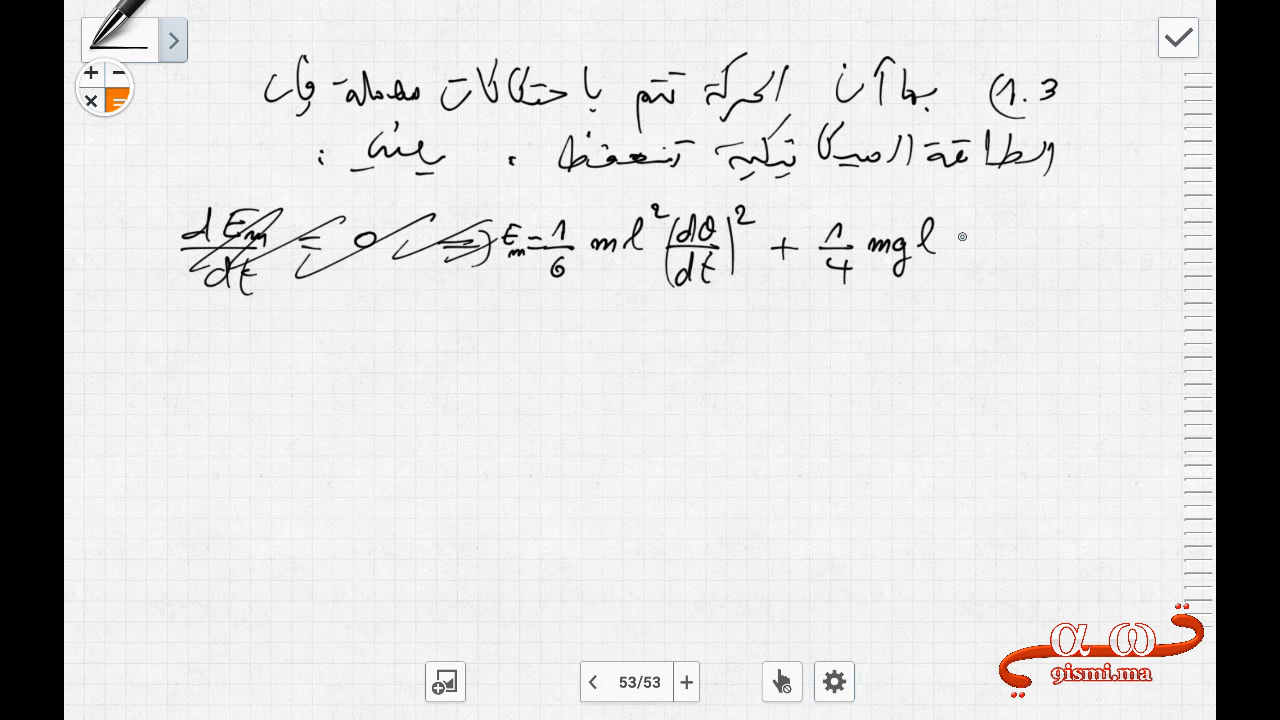 1.3) بما أن الحركة تتم باحتكاكات مهملة فإن
الطاقة الميكانيكية تنحفظ، يعني:
dEm/dt = 0 ⇒ Em = 1/6 ml²(dθ/dt)² + 1/4 mgl
53/53
α ω
gismi.ma